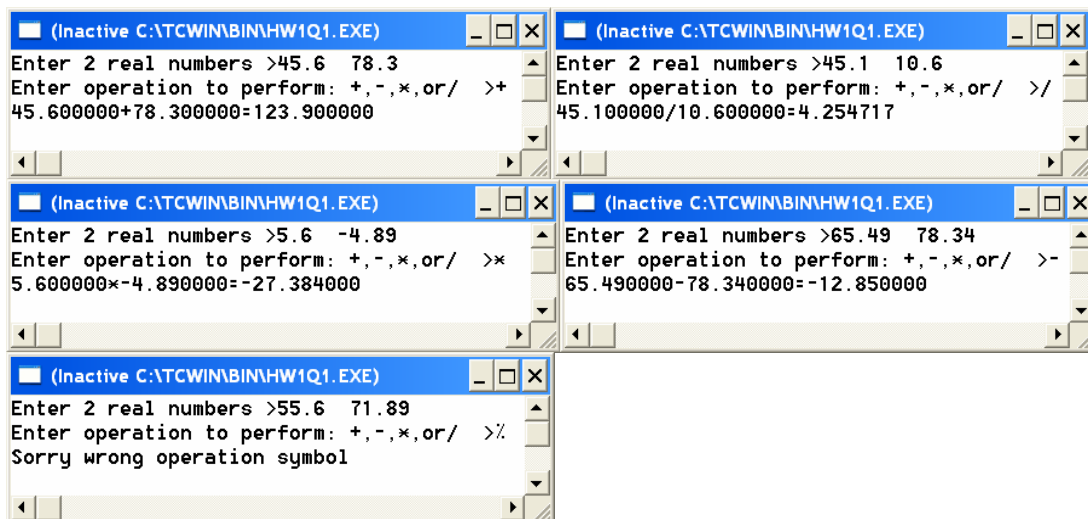 (Inactive C:\TCWIN\BIN\HW1Q1.EXE)
Enter 2 real numbers >45.6  78.3
Enter operation to perform: +,-,*,or/  >+
45.600000+78.300000=123.900000
(Inactive C:\TCWIN\BIN\HW1Q1.EXE)
Enter 2 real numbers >45.1  10.6
Enter operation to perform: +,-,*,or/  >/
45.100000/10.600000=4.254717
(Inactive C:\TCWIN\BIN\HW1Q1.EXE)
Enter 2 real numbers >5.6  -4.89
Enter operation to perform: +,-,*,or/  >*
5.600000*-4.890000=-27.384000
(Inactive C:\TCWIN\BIN\HW1Q1.EXE)
Enter 2 real numbers >65.49  78.34
Enter operation to perform: +,-,*,or/  >-
65.490000-78.340000=-12.850000
(Inactive C:\TCWIN\BIN\HW1Q1.EXE)
Enter 2 real numbers >55.6  71.89
Enter operation to perform: +,-,*,or/  >%
Sorry wrong operation symbol